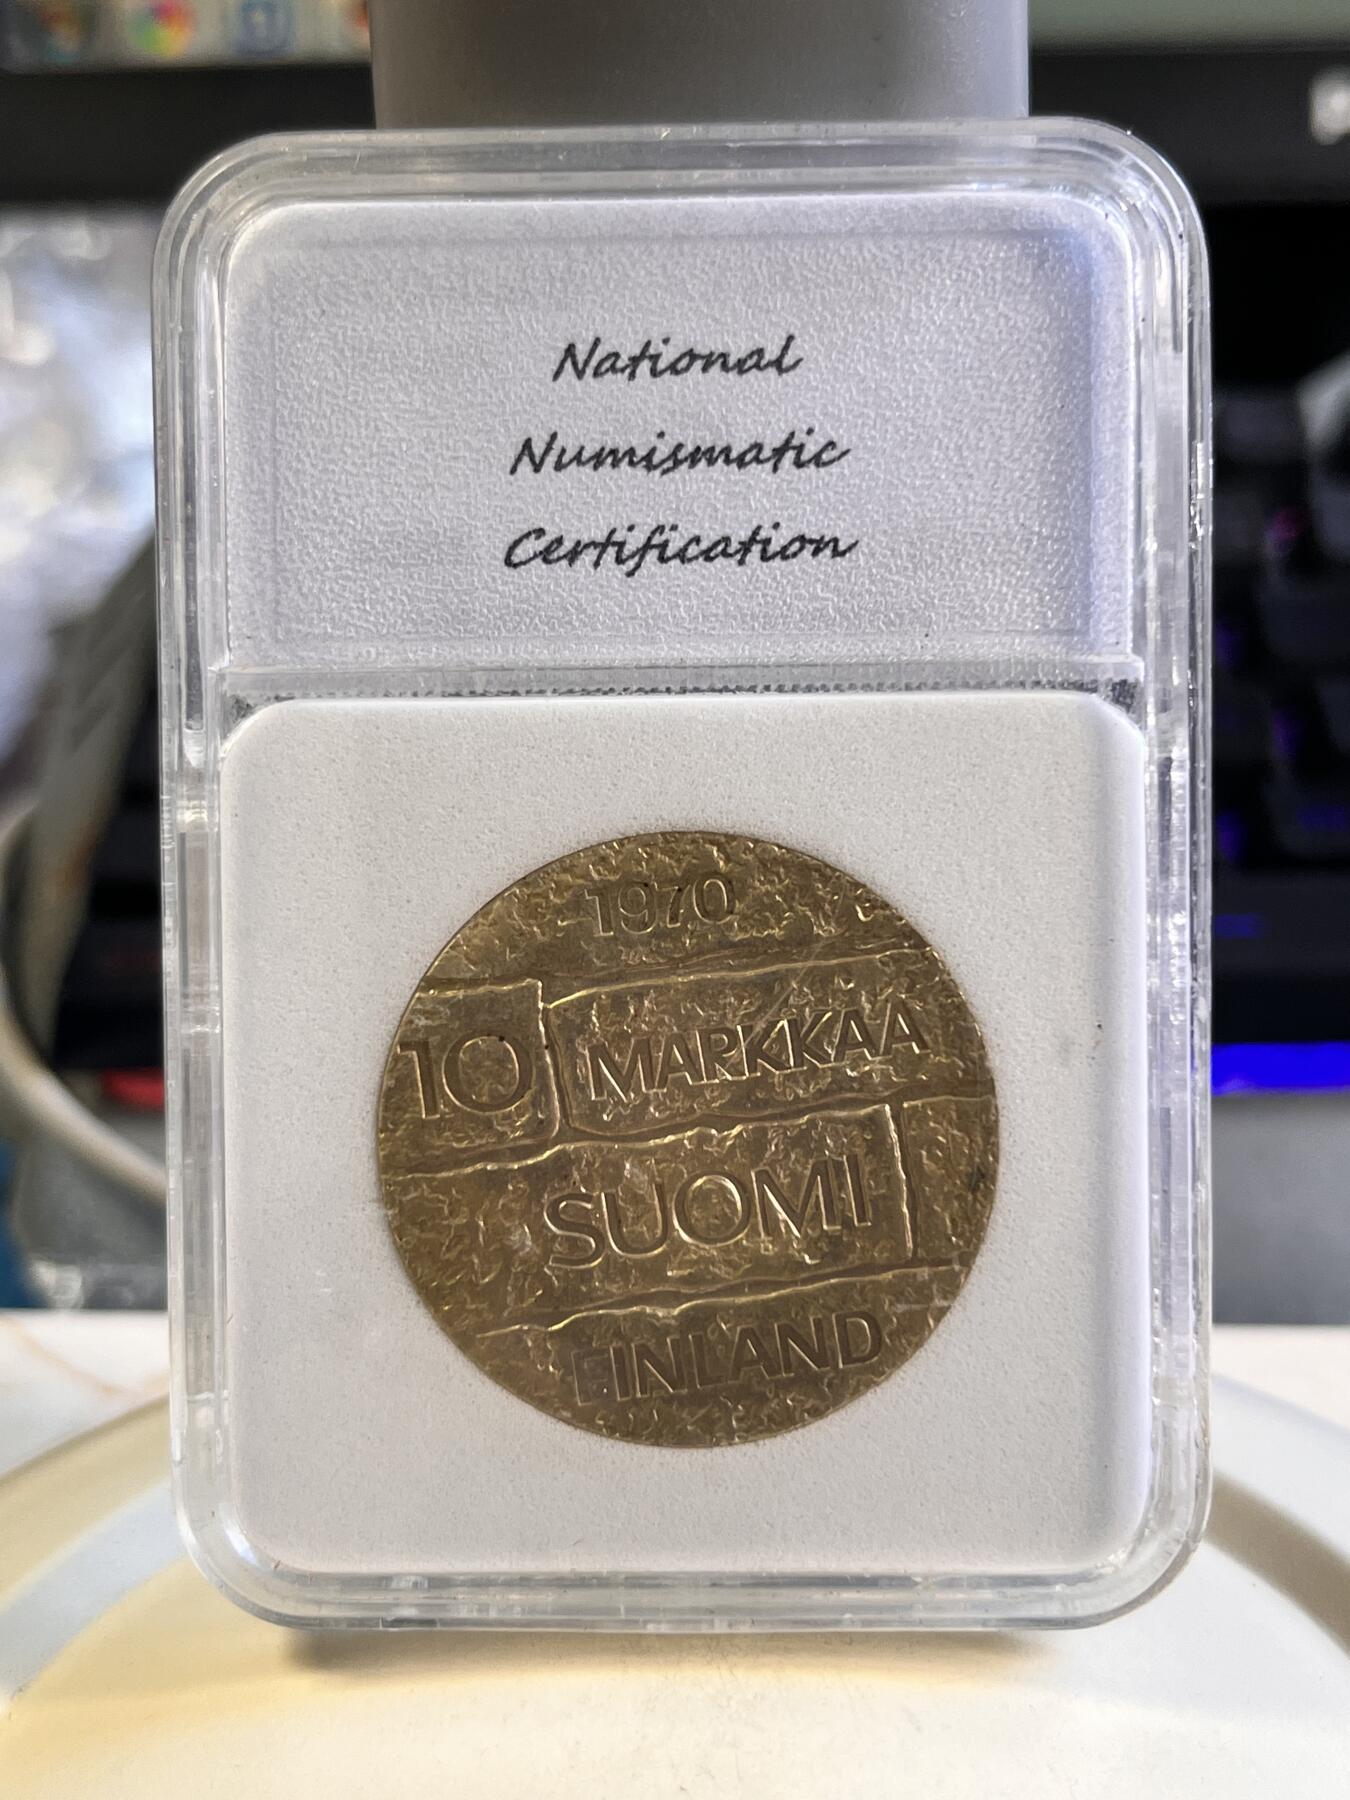 National
Numismatic
Certification
1970
10 MARKKAA
SUOMI
FINLAND